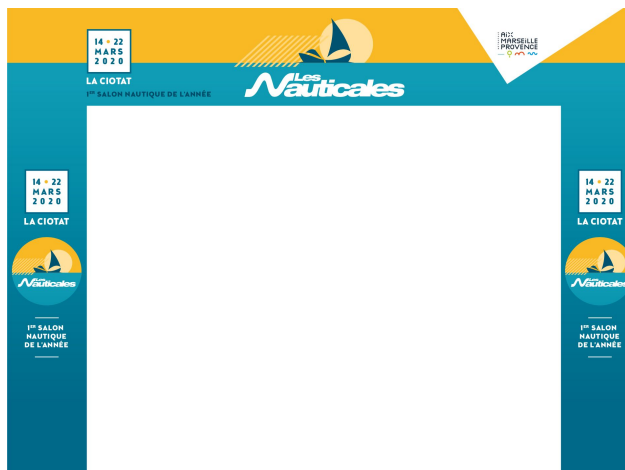 14 • 22
MARS
2020
LA CIOTAT
1ER SALON NAUTIQUE DE L'ANNÉE
Les
Nauticales
AIX
MARSEILLE
PROVENCE
14 • 22
MARS
2020
LA CIOTAT
Les
Nauticales
1ER SALON
NAUTIQUE
DE L'ANNÉE
14 • 22
MARS
2020
LA CIOTAT
Les
Nauticales
1ER SALON
NAUTIQUE
DE L'ANNÉE